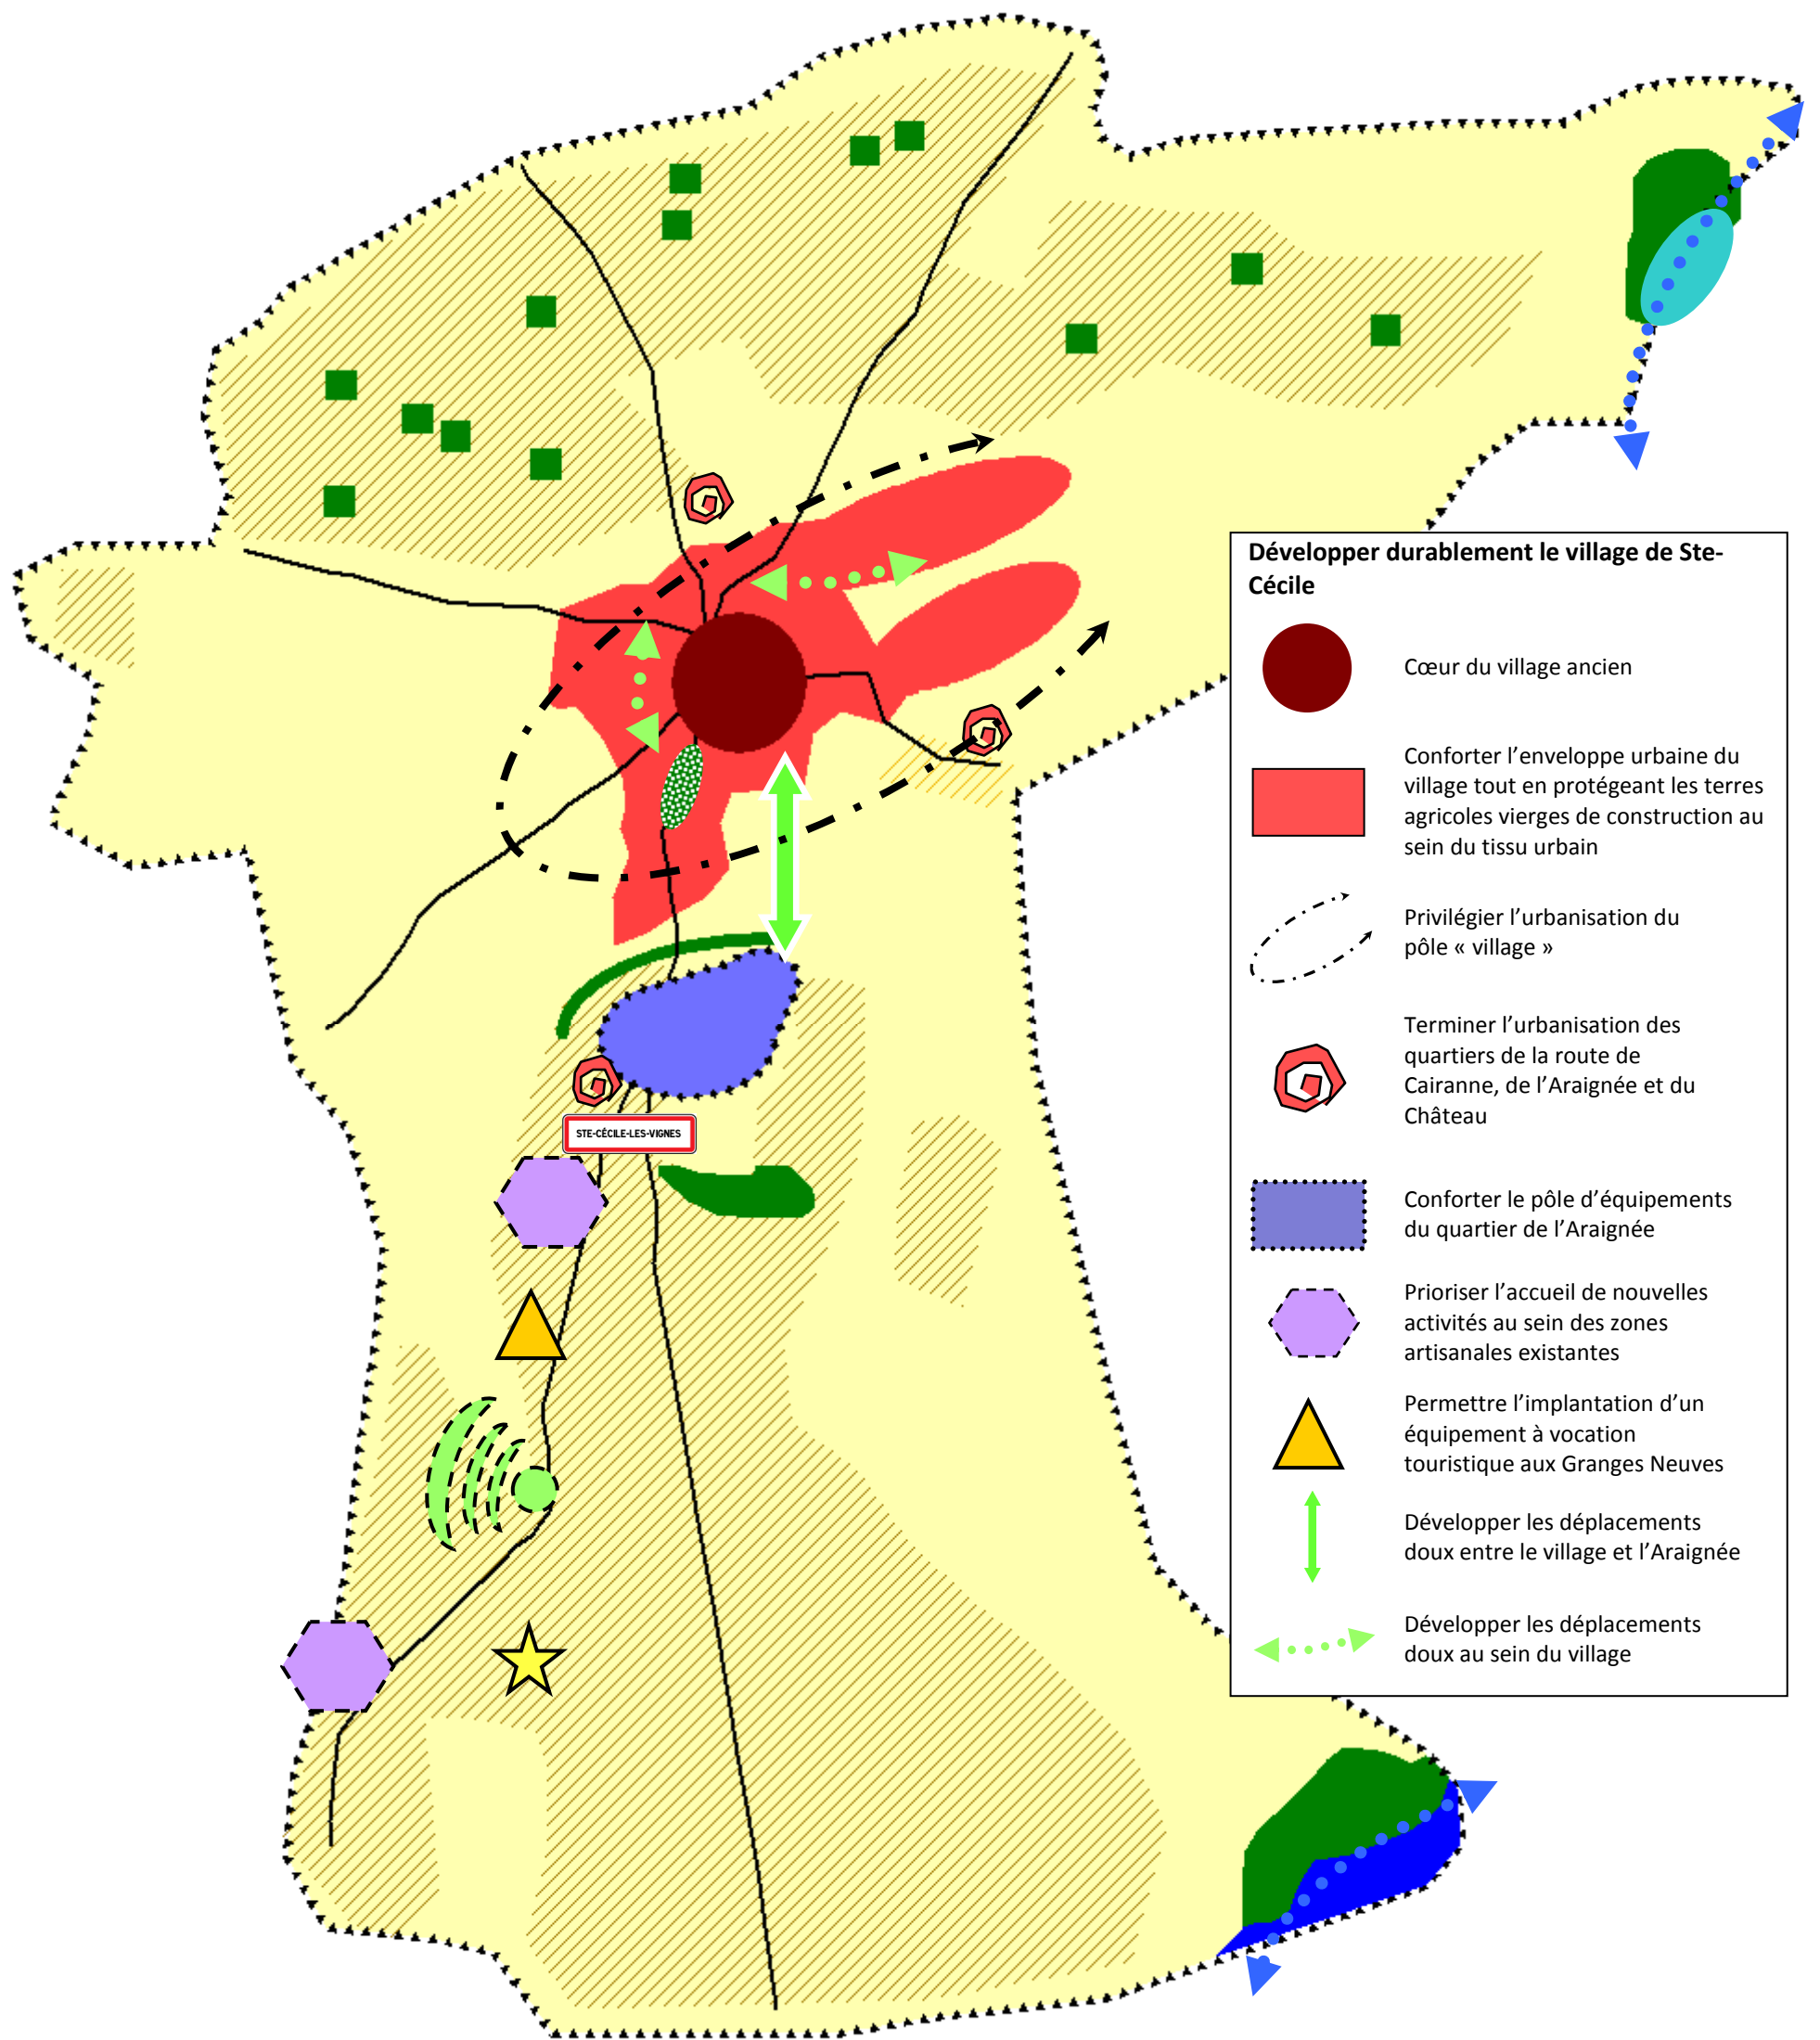 Développer durablement le village de Ste-
Cécile
Cœur du village ancien
Conforter l’enveloppe urbaine du
village tout en protégeant les terres
agricoles vierges de construction au
sein du tissu urbain
Privilégier l’urbanisation du
pôle « village »
Terminer l’urbanisation des
quartiers de la route de
Cairanne, de l’Araignée et du
Château
STE-CÉCILE-LES-VIGNES
Conforter le pôle d’équipements
du quartier de l’Araignée
Prioriser l’accueil de nouvelles
activités au sein des zones
artisanales existantes
Permettre l’implantation d’un
équipement à vocation
touristique aux Granges Neuves
Développer les déplacements
doux entre le village et l’Araignée
Développer les déplacements
doux au sein du village